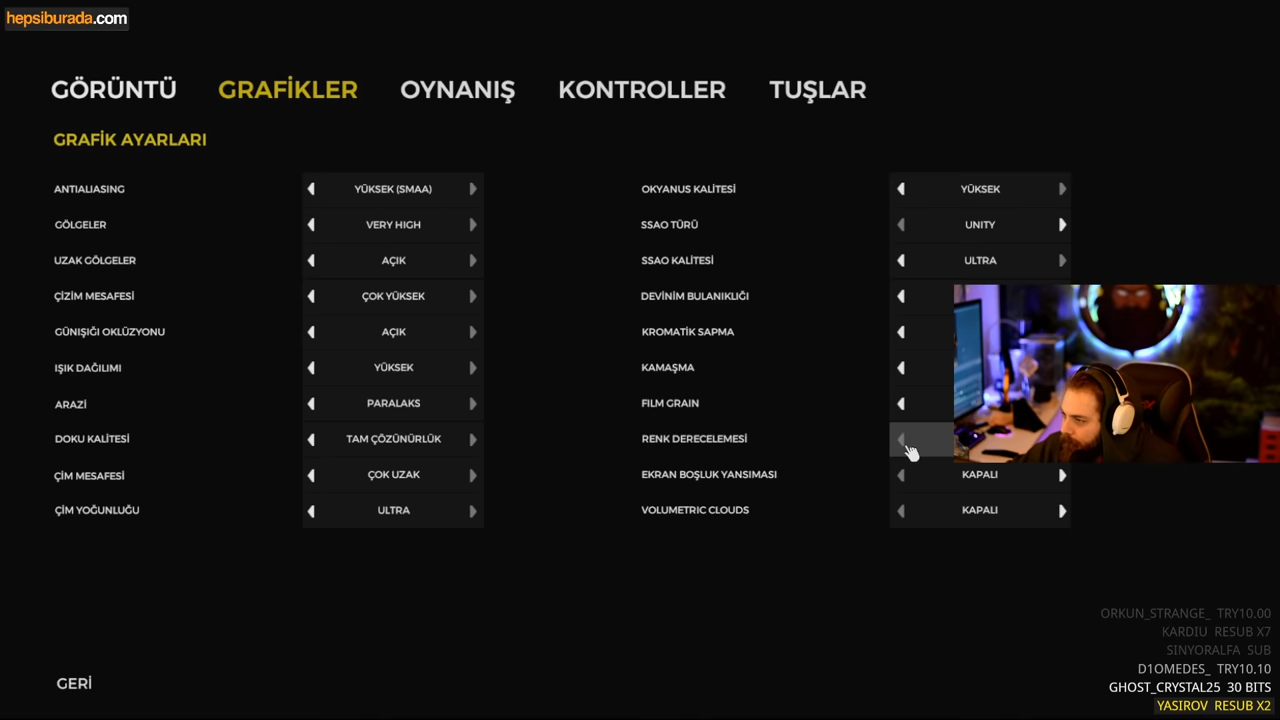 hepsiburada.com
GÖRÜNTÜ GRAFİKLER OYNANIŞ KONTROLLER TUŞLAR
GRAFİK AYARLARI
ANTIALIASING YÜKSEK (SMAA)
GÖLGELER VERY HIGH
UZAK GÖLGELER AÇIK
ÇİZİM MESAFESİ ÇOK YÜKSEK
GÜNIŞIĞI OKLÜZYONU AÇIK
IŞIK DAĞILIMI YÜKSEK
ARAZİ PARALAKS
DOKU KALİTESİ TAM ÇÖZÜNÜRLÜK
ÇİM MESAFESİ ÇOK UZAK
ÇİM YOĞUNLUĞU ULTRA
OKYANUS KALİTESİ YÜKSEK
SSAO TÜRÜ UNITY
SSAO KALİTESİ ULTRA
DEVİNİM BULANIKLIĞI
KROMATİK SAPMA
KAMAŞMA
FILM GRAIN
RENK DERECELEMESİ
EKRAN BOŞLUK YANSIMASI KAPALI
VOLUMETRIC CLOUDS KAPALI
GERİ
ORKUN_STRANGE_ TRY10.00
KARDIU RESUB X7
SINYORALFA SUB
D1OMEDES_ TRY10.10
GHOST_CRYSTAL25 30 BITS
YASIROV RESUB X2